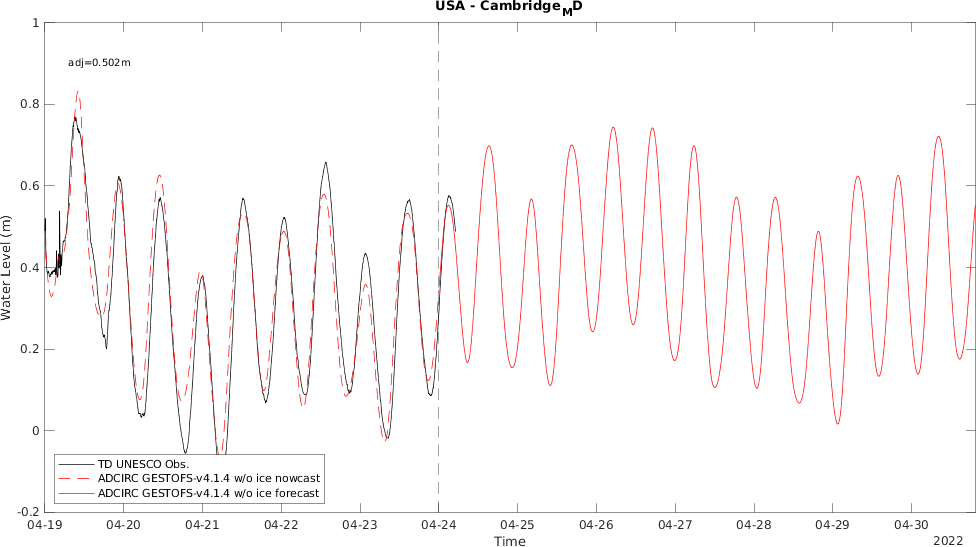 USA - Cambridge_MD
adj=0.502m
1
0.8
0.6
0.4
0.2
0
-0.2
Water Level (m)
TD UNESCO Obs.
ADCIRC GESTOFS-v4.1.4 w/o ice nowcast
ADCIRC GESTOFS-v4.1.4 w/o ice forecast
04-19 04-20 04-21 04-22 04-23 04-24 04-25 04-26 04-27 04-28 04-29 04-30
Time
2022